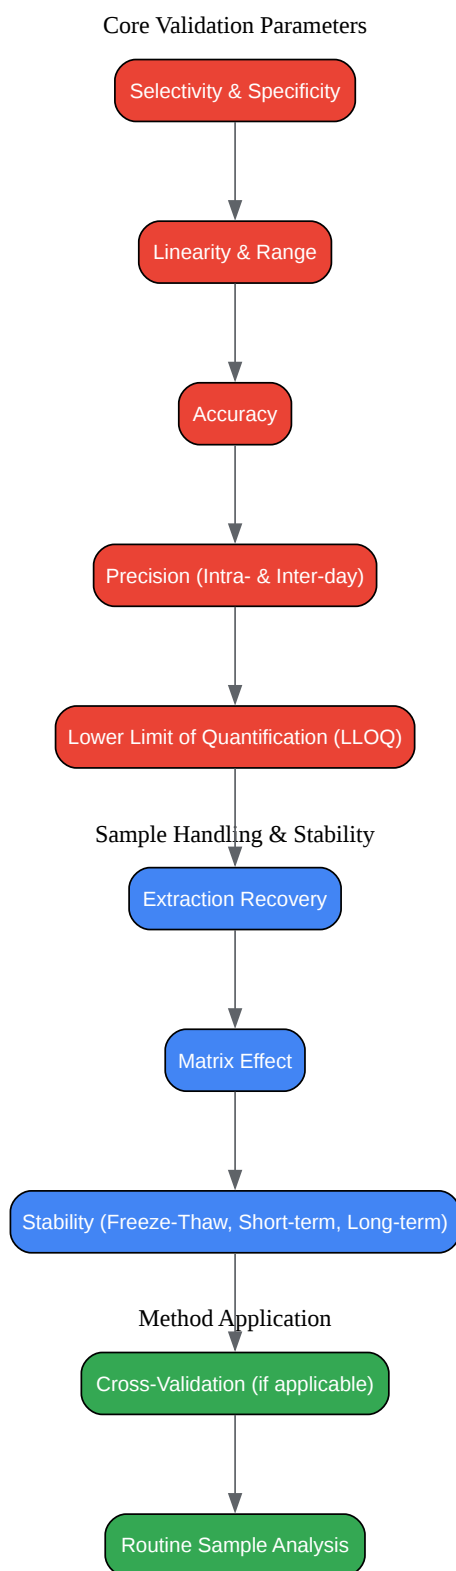 Core Validation Parameters
Selectivity & Specificity
Linearity & Range
Accuracy
Precision (Intra- & Inter-day)
Lower Limit of Quantification (LLOQ)
Sample Handling & Stability
Extraction Recovery
Matrix Effect
Stability (Freeze-Thaw, Short-term, Long-term)
Method Application
Cross-Validation (if applicable)
Routine Sample Analysis